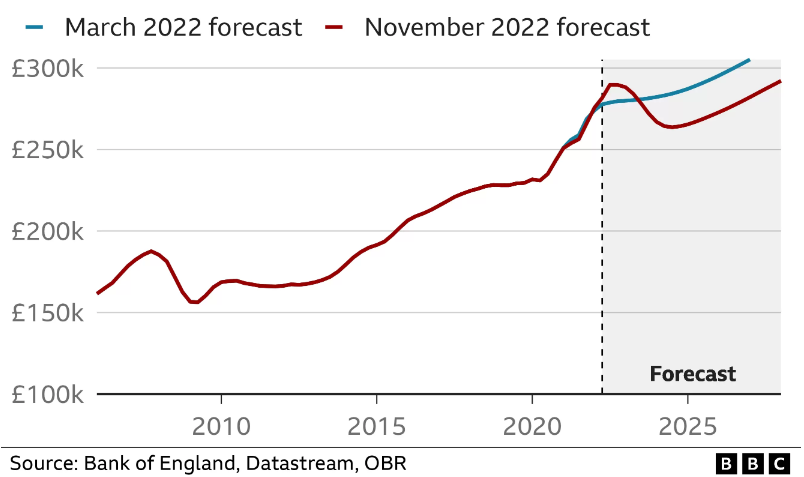 March 2022 forecast November 2022 forecast
£300k
£250k
£200k
£150k
£100k
Forecast
2010 2015 2020 2025
Source: Bank of England, Datastream, OBR BBC